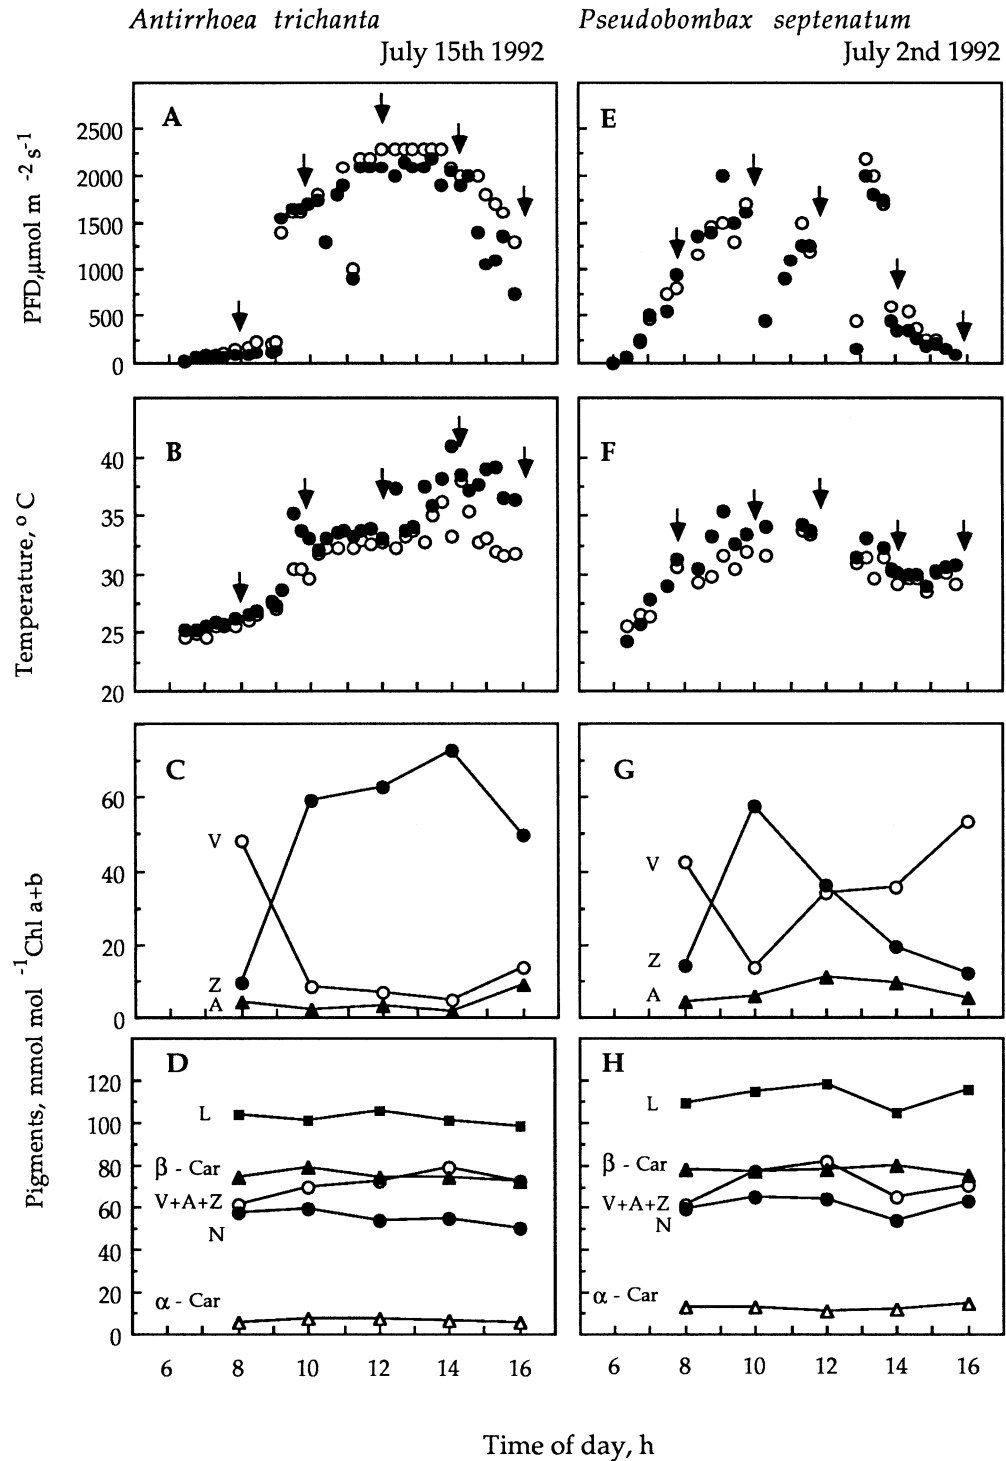 Antirrhoea trichanta
Pseudobombax septenatum
July 15th 1992
July 2nd 1992
A
E
PFD,µmol m -2 s-1
2500
2000
1500
1000
500
0
B
F
Temperature, º C
40
35
30
25
20
C
G
Pigments, mmol mol -1 Chl a+b
60
40
20
0
V
Z
A
V
Z
A
D
H
120
100
80
60
40
20
0
L
β - Car
V+A+Z
N
α - Car
L
β - Car
V+A+Z
N
α - Car
6 8 10 12 14 16
6 8 10 12 14 16
Time of day, h